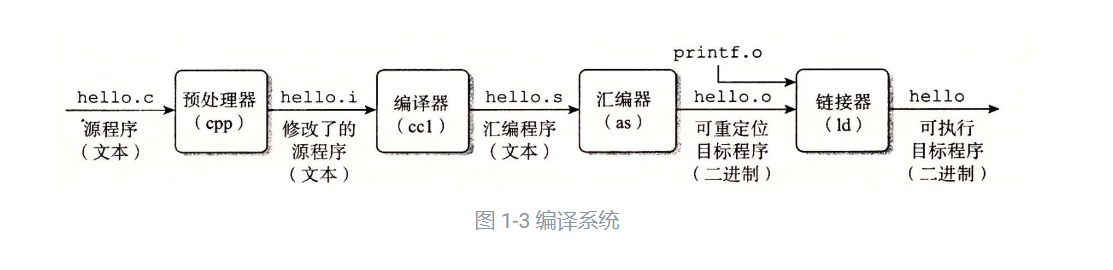 printf.o
hello.c
源程序
（文本）
预处理器
（cpp）
hello.i
修改了的
源程序
（文本）
编译器
（cc1）
hello.s
汇编程序
（文本）
汇编器
（as）
hello.o
可重定位
目标程序
（二进制）
链接器
（ld）
hello
可执行
目标程序
（二进制）
图 1-3 编译系统